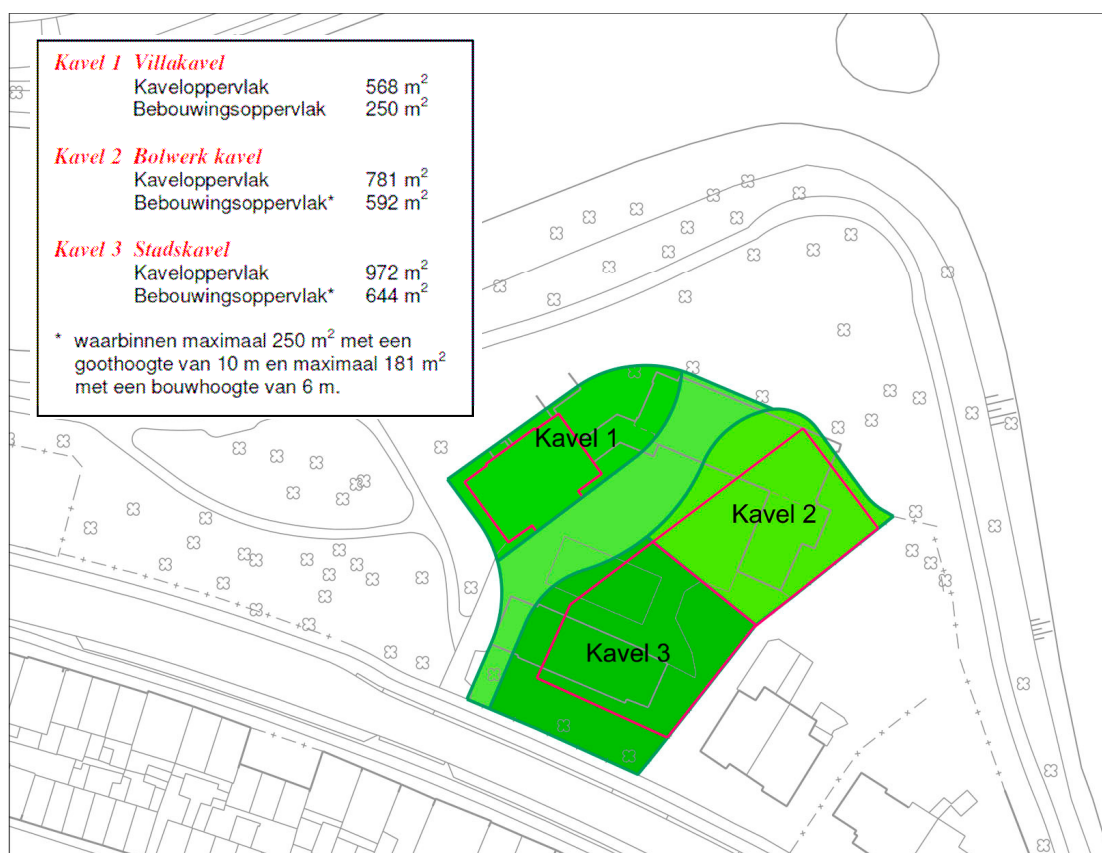 Kavel 1 Villakavel
Kaveloppervlak 568 m²
Bebouwingsoppervlak 250 m²
Kavel 2 Bolwerk kavel
Kaveloppervlak 781 m²
Bebouwingsoppervlak* 592 m²
Kavel 3 Stadskavel
Kaveloppervlak 972 m²
Bebouwingsoppervlak* 644 m²
* waarbinnen maximaal 250 m² met een
goothoogte van 10 m en maximaal 181 m²
met een bouwhoogte van 6 m.
Kavel 1
Kavel 2
Kavel 3